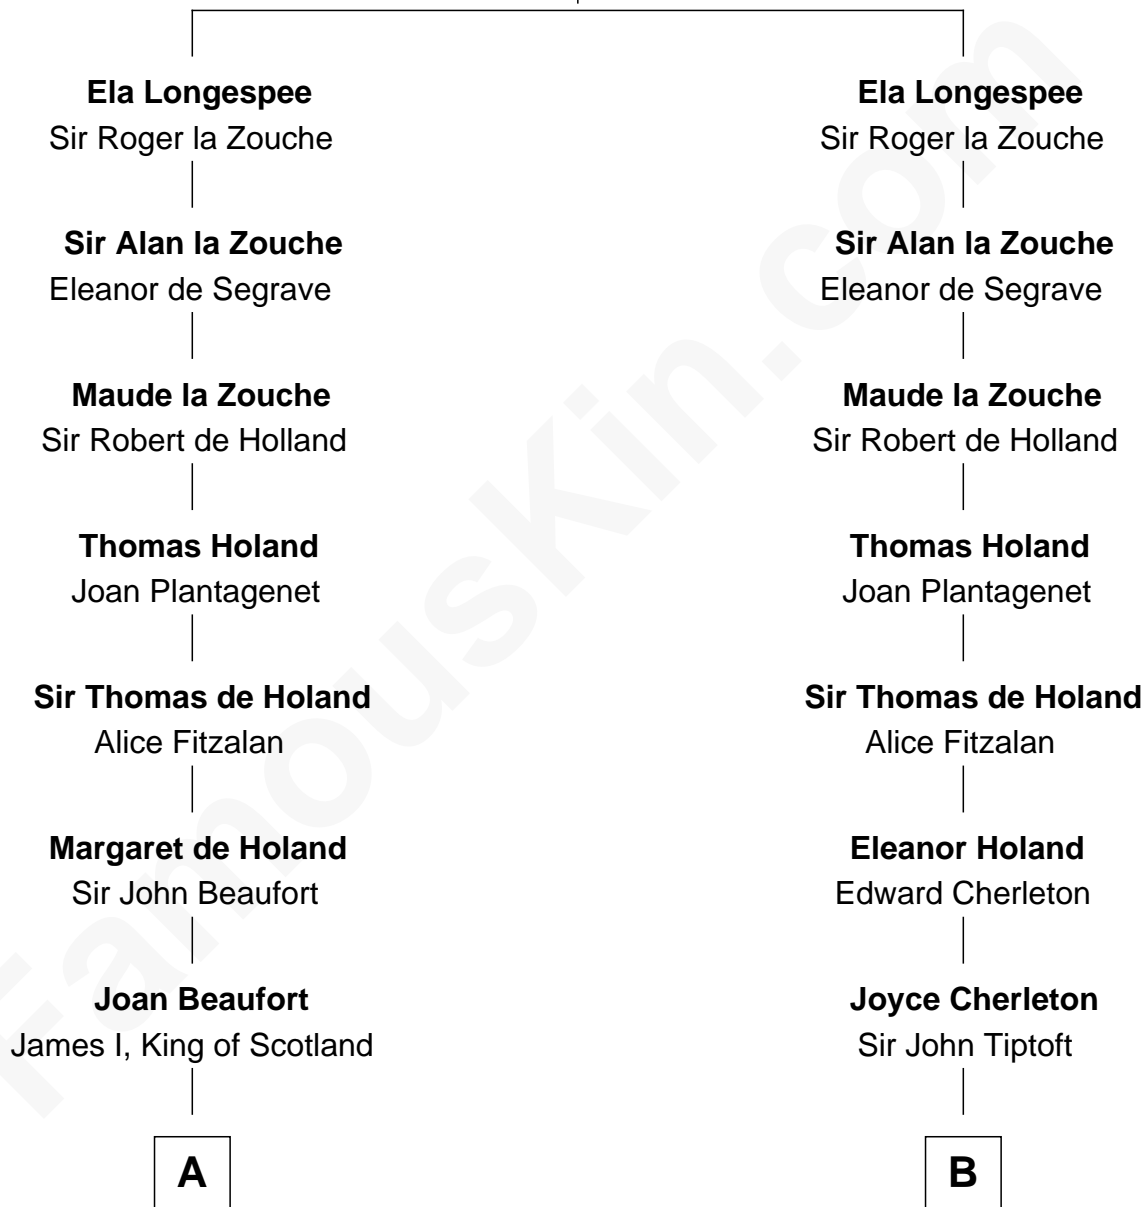 Ela Longespee
Sir Roger la Zouche
Sir Alan la Zouche
Eleanor de Segrave
Maude la Zouche
Sir Robert de Holland
Thomas Holand
Joan Plantagenet
Sir Thomas de Holand
Alice Fitzalan
Margaret de Holand
Sir John Beaufort
Joan Beaufort
James I, King of Scotland
A
Ela Longespee
Sir Roger la Zouche
Sir Alan la Zouche
Eleanor de Segrave
Maude la Zouche
Sir Robert de Holland
Thomas Holand
Joan Plantagenet
Sir Thomas de Holand
Alice Fitzalan
Eleanor Holand
Edward Cherleton
Joyce Cherleton
Sir John Tiptoft
B
FamousKin.com